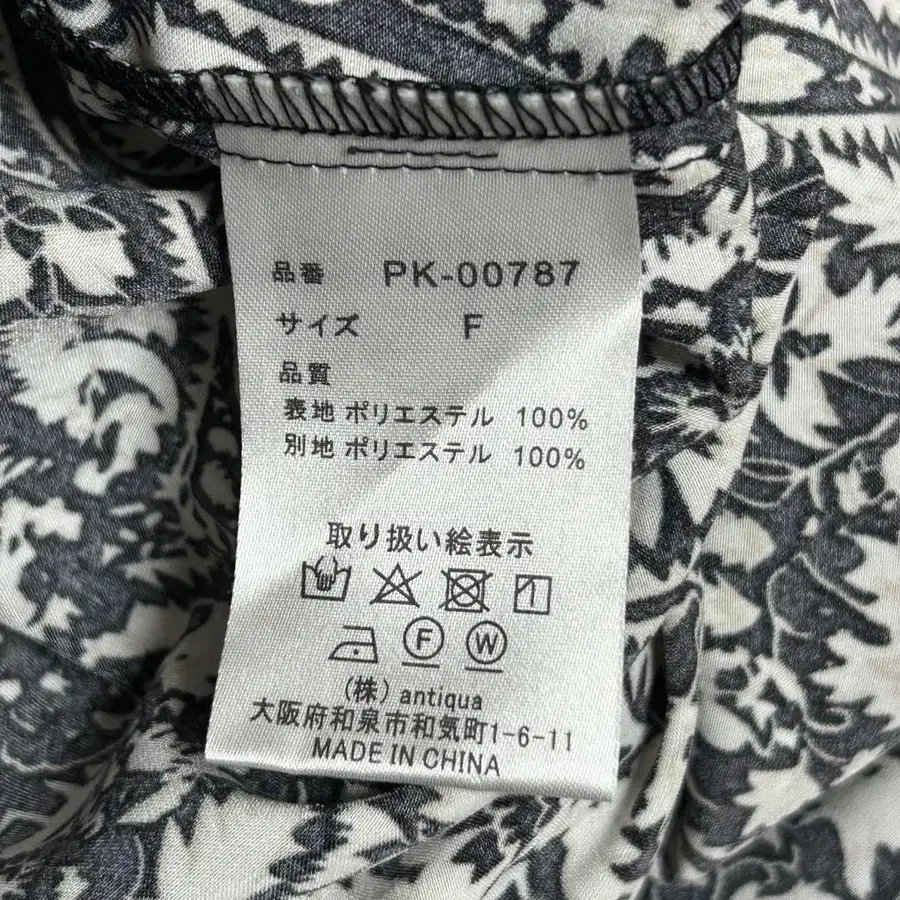 品番 PK-00787
サイズ F
品質
表地 ポリエステル 100%
別地 ポリエステル 100%
取り扱い絵表示
F W
(株) antiqua
大阪府和泉市和気町1-6-11
MADE IN CHINA